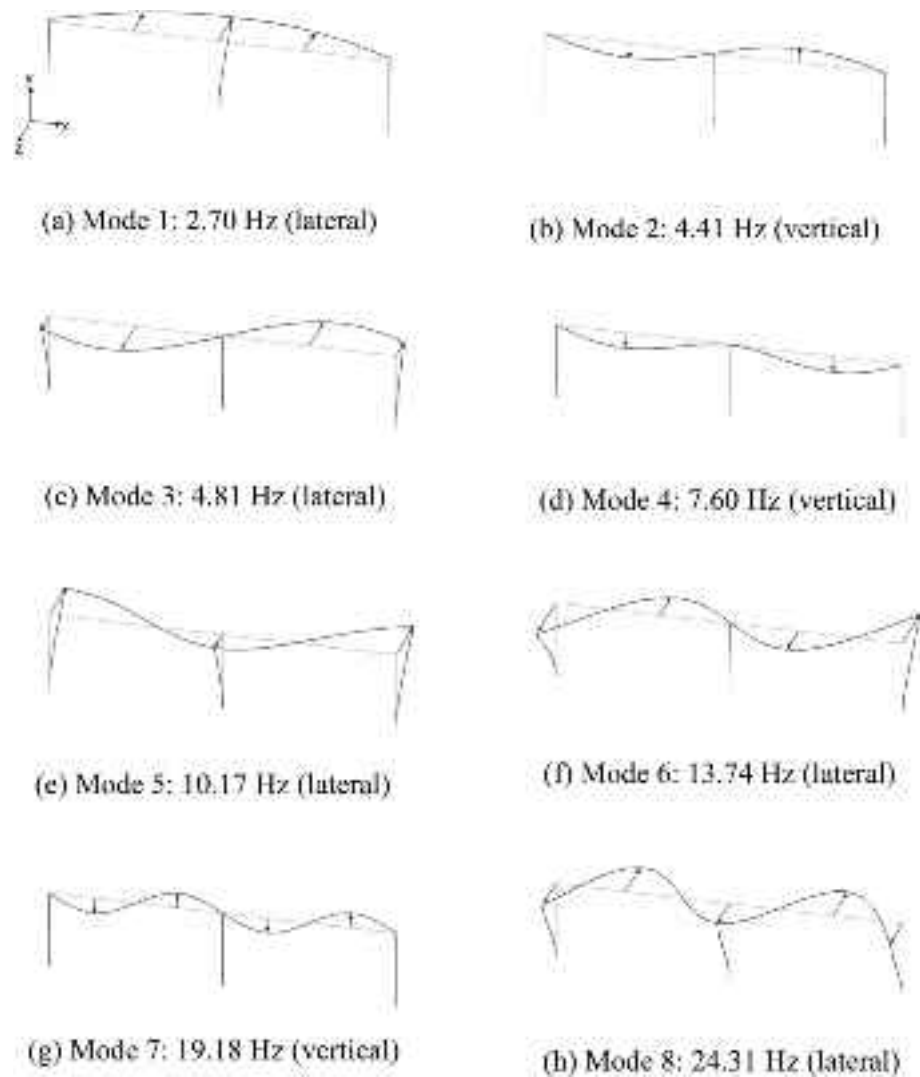 (a) Mode 1: 2.70 Hz (lateral)
(b) Mode 2: 4.41 Hz (vertical)
(c) Mode 3: 4.81 Hz (lateral)
(d) Mode 4: 7.60 Hz (vertical)
(e) Mode 5: 10.17 Hz (lateral)
(f) Mode 6: 13.74 Hz (lateral)
(g) Mode 7: 19.18 Hz (vertical)
(h) Mode 8: 24.31 Hz (lateral)